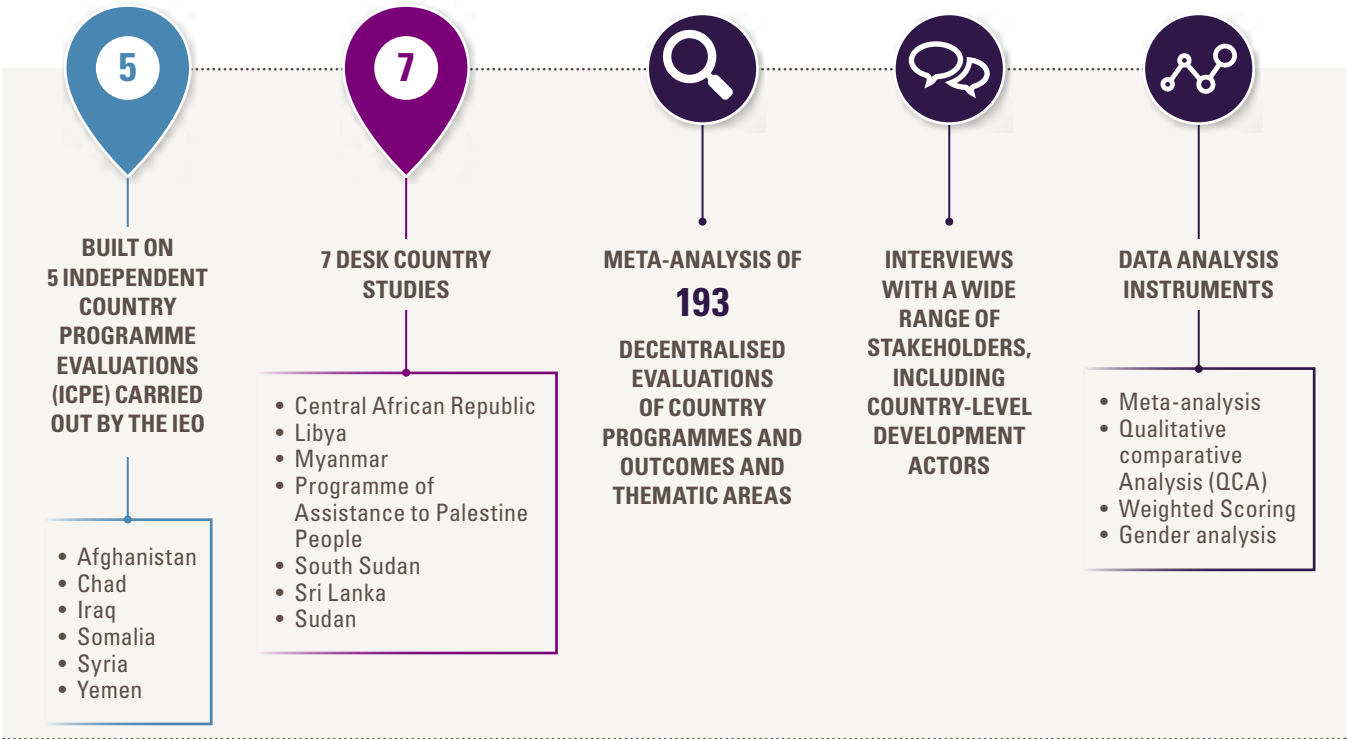 5
BUILT ON
5 INDEPENDENT
COUNTRY
PROGRAMME
EVALUATIONS
(ICPE) CARRIED
OUT BY THE IEO
• Afghanistan
• Chad
• Iraq
• Somalia
• Syria
• Yemen
7
7 DESK COUNTRY
STUDIES
• Central African Republic
• Libya
• Myanmar
• Programme of
Assistance to Palestine
People
• South Sudan
• Sri Lanka
• Sudan
META-ANALYSIS OF
193
DECENTRALISED
EVALUATIONS
OF COUNTRY
PROGRAMMES AND
OUTCOMES AND
THEMATIC AREAS
INTERVIEWS
WITH A WIDE
RANGE OF
STAKEHOLDERS,
INCLUDING
COUNTRY-LEVEL
DEVELOPMENT
ACTORS
DATA ANALYSIS
INSTRUMENTS
• Meta-analysis
• Qualitative
comparative
Analysis (QCA)
• Weighted Scoring
• Gender analysis